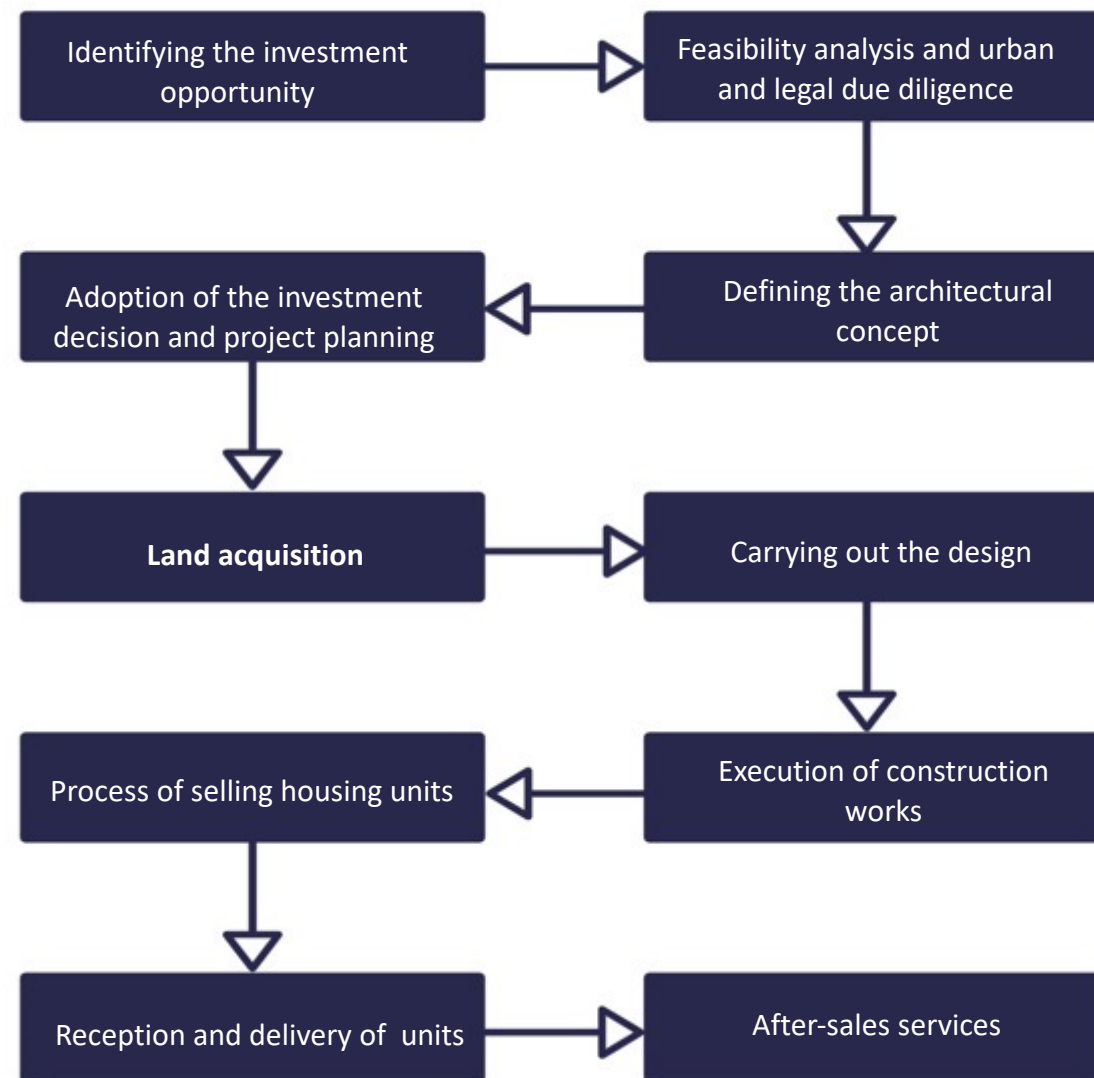 Identifying the investment
opportunity
Feasibility analysis and urban
and legal due diligence
Defining the architectural
concept
Adoption of the investment
decision and project planning
Land acquisition
Carrying out the design
Execution of construction
works
Process of selling housing units
Reception and delivery of units
After-sales services